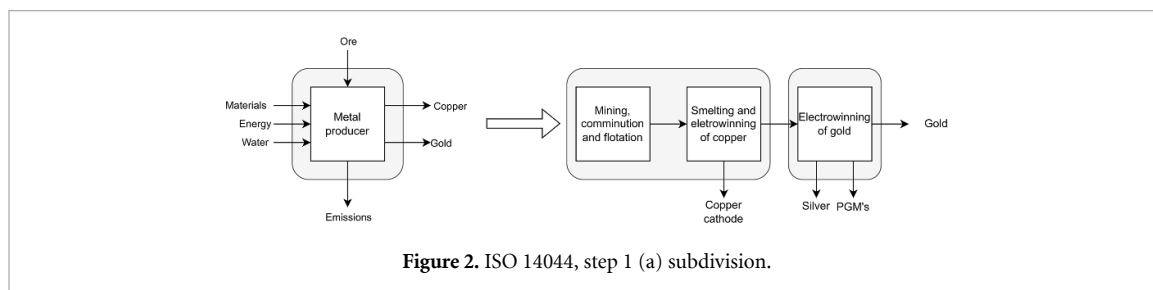 Ore
Materials
Energy
Water
Metal
producer
Copper
Gold
Emissions
Mining,
comminution
and flotation
Smelting and
eletrowinning
of copper
Copper
cathode
Electrowinning
of gold
Gold
Silver
PGM's
Figure 2. ISO 14044, step 1 (a) subdivision.